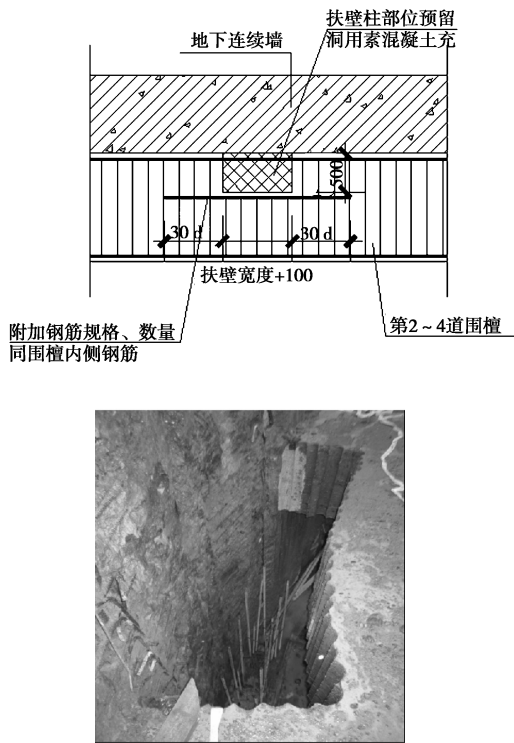 扶壁柱部位预留
地下连续墙
洞用素混凝土充
500
30 d
30 d
扶壁宽度+100
附加钢筋规格、数量
同围檀内侧钢筋
第2~4道围檀